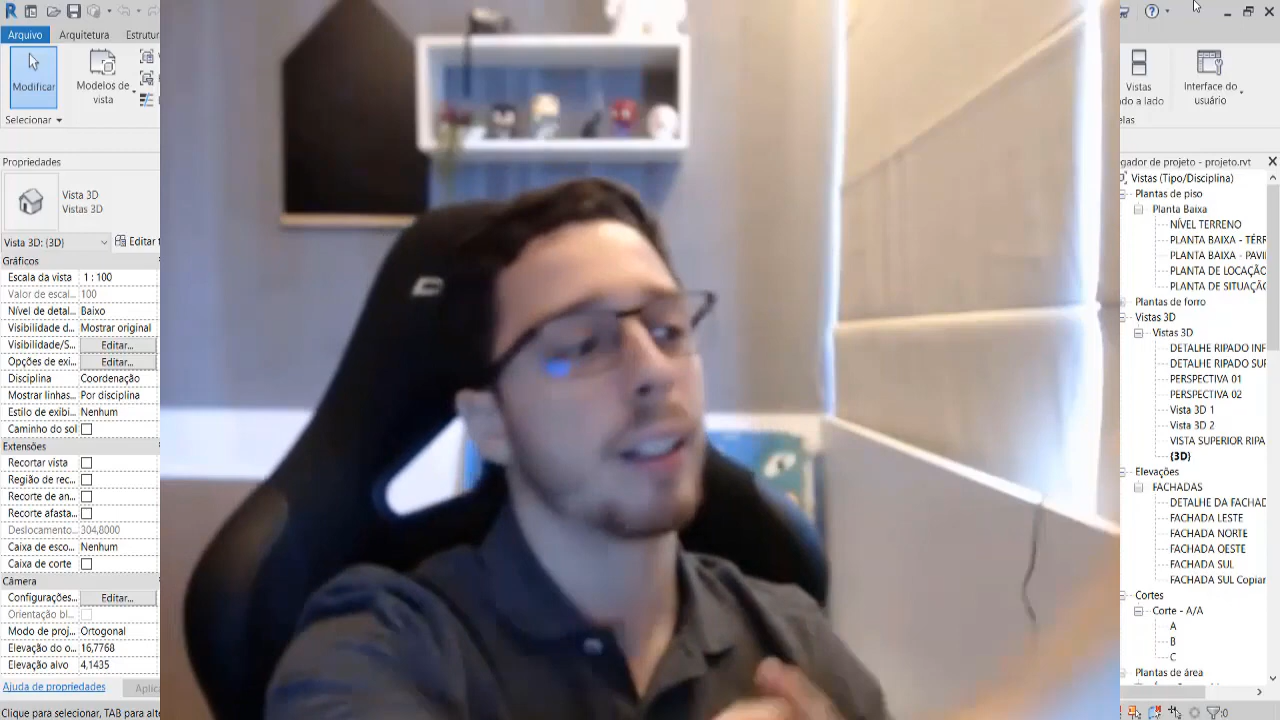 Arquivo Arquitetura Estrutu
Modificar
Modelos de
vista
Selecionar
Vistas
do a lado
Interface do
usuário
elas
Propriedades
Vista 3D
Vistas 3D
Vista 3D: {3D}
Editar t
Gráficos
Escala da vista 1 : 100
Valor de escal... 100
Nível de detal... Baixo
Visibilidade d... Mostrar original
Visibilidade/S... Editar...
Opções de exi... Editar...
Disciplina Coordenação
Mostrar linhas... Por disciplina
Estilo de exibi... Nenhum
Caminho do sol
Extensões
Recortar vista
Região de rec...
Recorte de an...
Recorte afasta...
Deslocamento... 304,8000
Caixa de esco... Nenhum
Caixa de corte
Câmera
Configurações... Editar...
Orientação bl...
Modo de proj... Ortogonal
Elevação do o... 16,7768
Elevação alvo 4,1435
Ajuda de propriedades
Aplica
Clique para selecionar, TAB para alte
gador de projeto - projeto.rvt
Vistas (Tipo/Disciplina)
Plantas de piso
Planta Baixa
NÍVEL TERRENO
PLANTA BAIXA - TÉRR
PLANTA BAIXA - PAVI
PLANTA DE LOCAÇÃO
PLANTA DE SITUAÇÃ
Plantas de forro
Vistas 3D
Vistas 3D
DETALHE RIPADO INF
DETALHE RIPADO SUP
PERSPECTIVA 01
PERSPECTIVA 02
Vista 3D 1
Vista 3D 2
VISTA SUPERIOR RIPA
{3D}
Elevações
FACHADAS
DETALHE DA FACHAD
FACHADA LESTE
FACHADA NORTE
FACHADA OESTE
FACHADA SUL
FACHADA SUL Copiar
Cortes
Corte - A/A
A
B
C
Plantas de área
:0